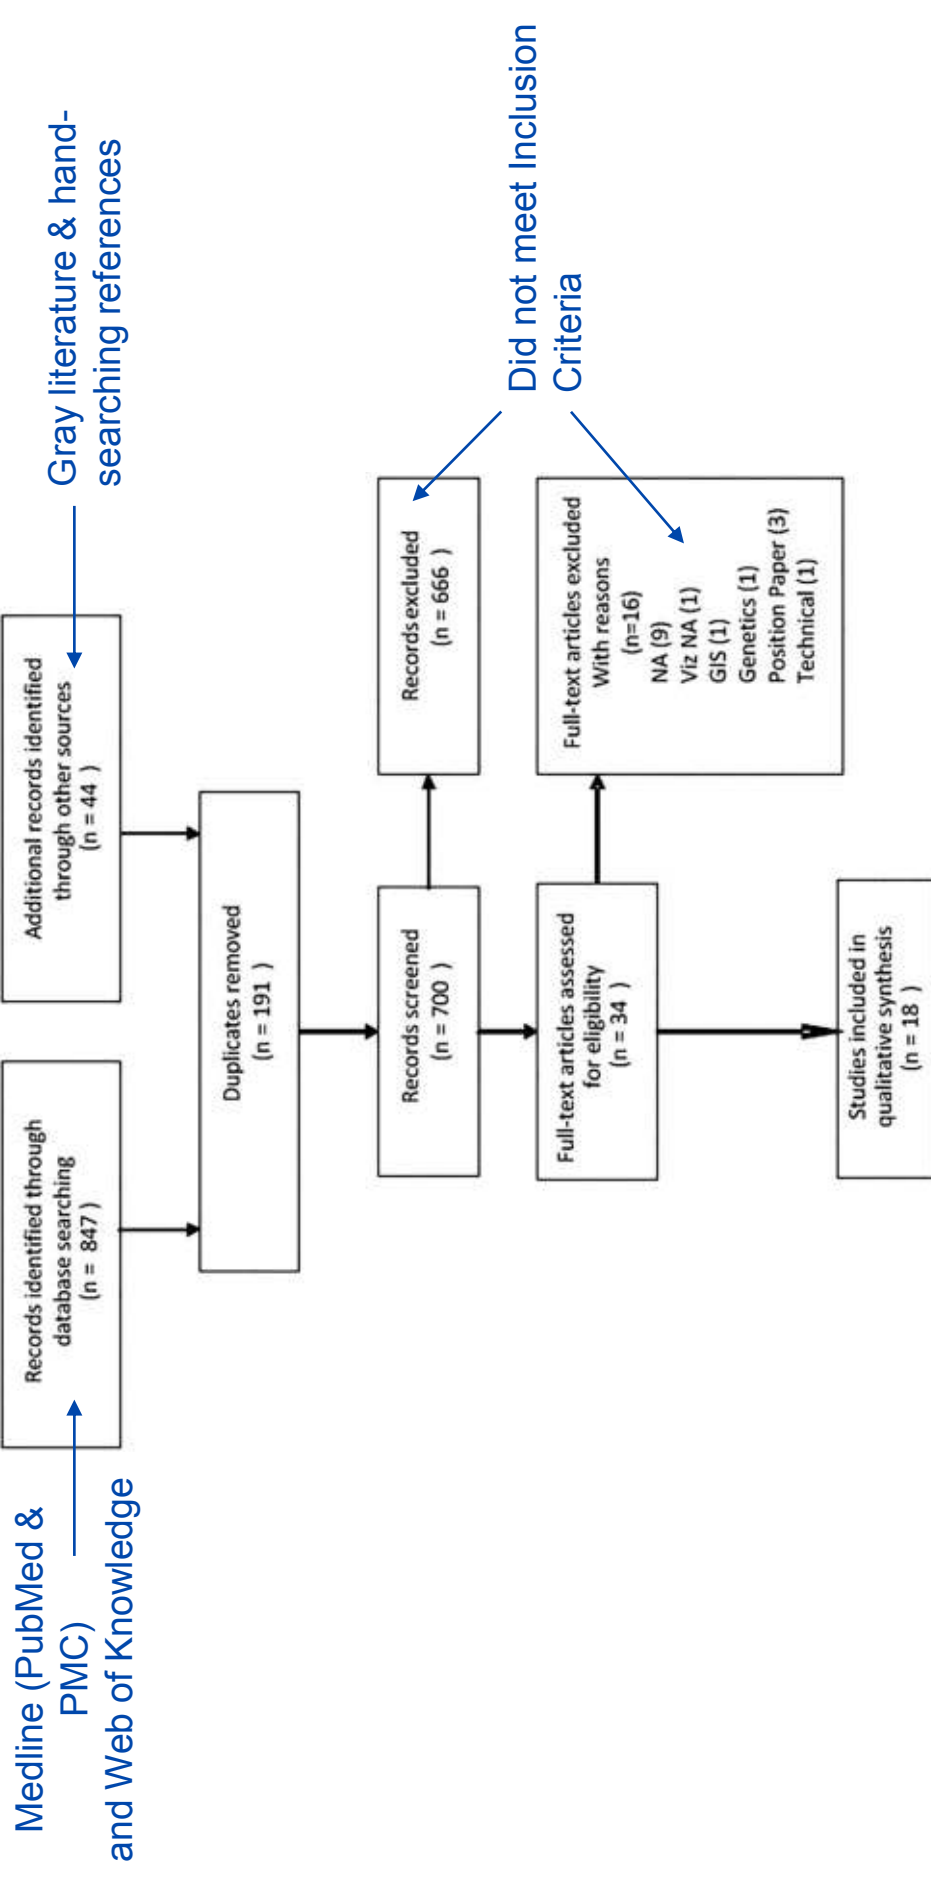 Medline (PubMed &
PMC)
and Web of Knowledge
Records identified through
database searching
(n = 847 )
Additional records identified
through other sources
(n = 44 )
Gray literature & hand-
searching references
Duplicates removed
(n = 191 )
Records screened
(n = 700 )
Records excluded
(n = 666 )
Did not meet Inclusion
Criteria
Full-text articles assessed
for eligibility
(n = 34 )
Full-text articles excluded
With reasons
(n=16)
NA (9)
Viz NA (1)
GIS (1)
Genetics (1)
Position Paper (3)
Technical (1)
Studies included in
qualitative synthesis
(n = 18 )